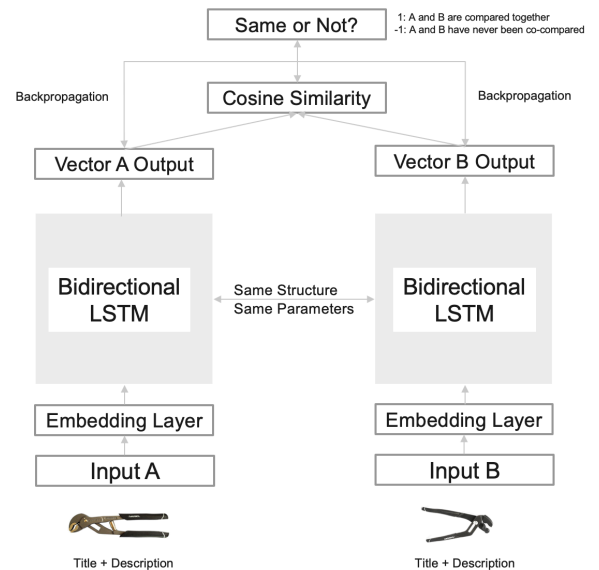 Same or Not?
1: A and B are compared together
-1: A and B have never been co-compared
Backpropagation
Cosine Similarity
Backpropagation
Vector A Output
Vector B Output
Bidirectional
LSTM
Same Structure
Same Parameters
Bidirectional
LSTM
Embedding Layer
Embedding Layer
Input A
Input B
Title + Description
Title + Description